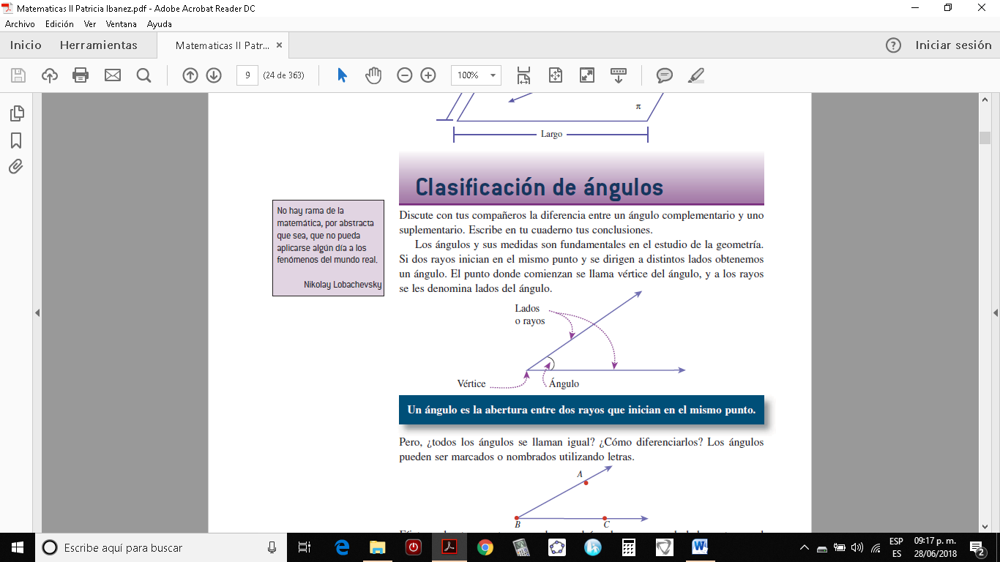 Matematicas II Patricia Ibanez.pdf - Adobe Acrobat Reader DC
Archivo Edición Ver Ventana Ayuda
Inicio Herramientas Matematicas II Patr... × ? Iniciar sesión
9 (24 de 363) 100%
π
Largo
Clasificación de ángulos
No hay rama de la
matemática, por abstracta
que sea, que no pueda
aplicarse algún día a los
fenómenos del mundo real.
Nikolay Lobachevsky
Discute con tus compañeros la diferencia entre un ángulo complementario y uno
suplementario. Escribe en tu cuaderno tus conclusiones.
Los ángulos y sus medidas son fundamentales en el estudio de la geometría.
Si dos rayos inician en el mismo punto y se dirigen a distintos lados obtenemos
un ángulo. El punto donde comienzan se llama vértice del ángulo, y a los rayos
se les denomina lados del ángulo.
Lados
o rayos
Vértice Ángulo
Un ángulo es la abertura entre dos rayos que inician en el mismo punto.
Pero, ¿todos los ángulos se llaman igual? ¿Cómo diferenciarlos? Los ángulos
pueden ser marcados o nombrados utilizando letras.
A
B C
Escribe aquí para buscar
ESP 09:17 p. m.
ES 28/06/2018 2